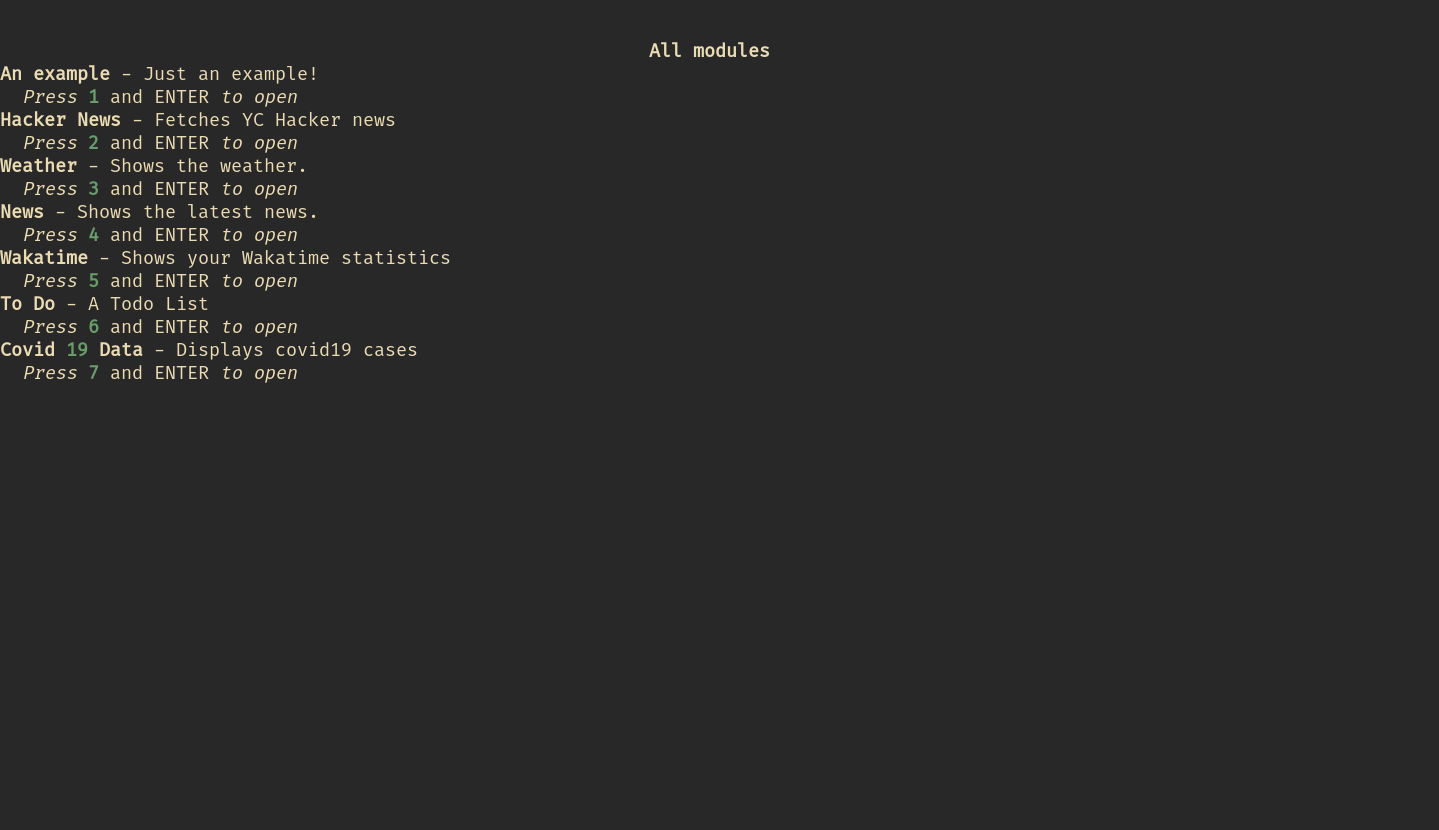 All modules
An example - Just an example!
Press 1 and ENTER to open
Hacker News - Fetches YC Hacker news
Press 2 and ENTER to open
Weather - Shows the weather.
Press 3 and ENTER to open
News - Shows the latest news.
Press 4 and ENTER to open
Wakatime - Shows your Wakatime statistics
Press 5 and ENTER to open
To Do - A Todo List
Press 6 and ENTER to open
Covid 19 Data - Displays covid19 cases
Press 7 and ENTER to open